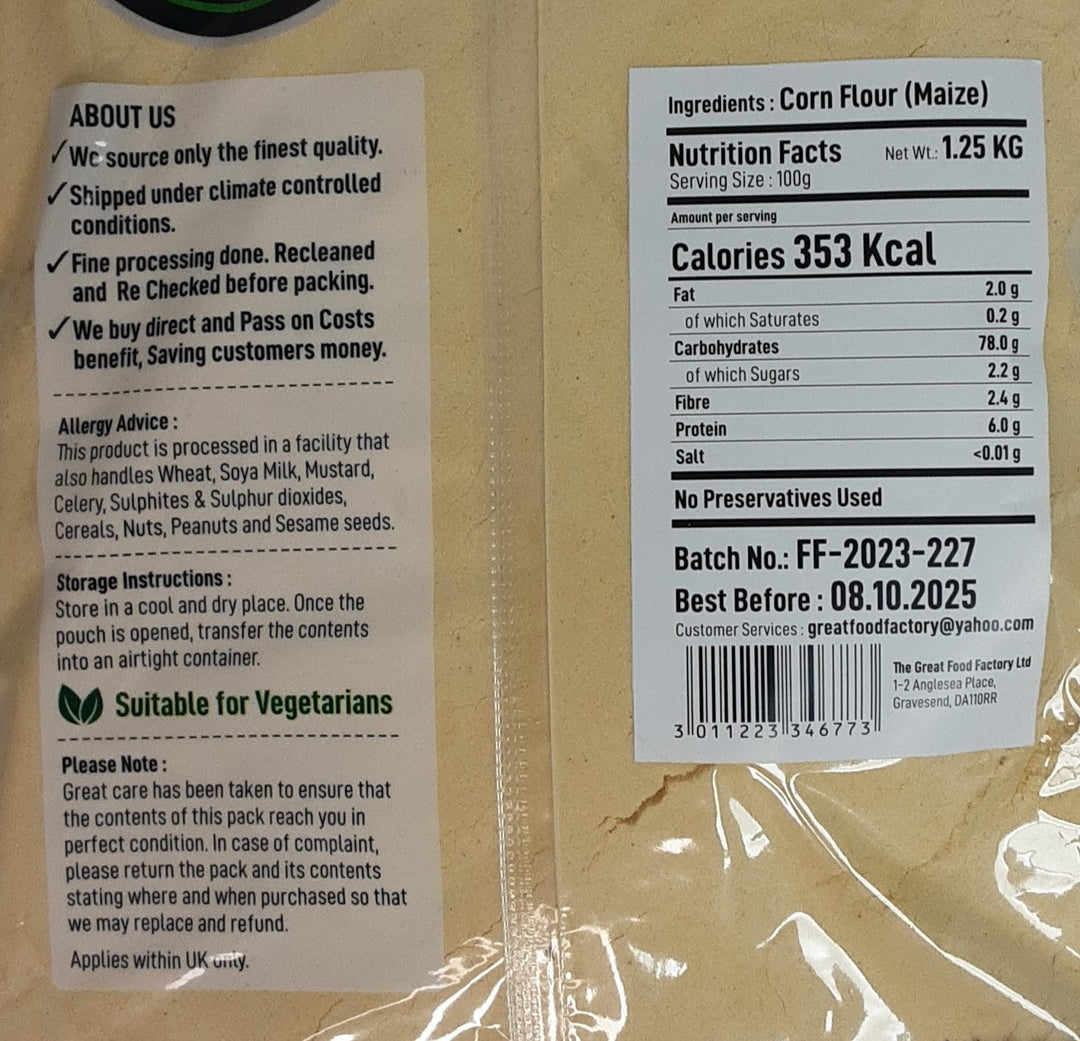 ABOUT US
✓ We source only the finest quality.
✓ Shipped under climate controlled
conditions.
✓ Fine processing done. Recleaned
and Re Checked before packing.
✓ We buy direct and Pass on Costs
benefit, Saving customers money.
Allergy Advice :
This product is processed in a facility that
also handles Wheat, Soya Milk, Mustard,
Celery, Sulphites & Sulphur dioxides,
Cereals, Nuts, Peanuts and Sesame seeds.
Storage Instructions :
Store in a cool and dry place. Once the
pouch is opened, transfer the contents
into an airtight container.
Suitable for Vegetarians
Please Note :
Great care has been taken to ensure that
the contents of this pack reach you in
perfect condition. In case of complaint,
please return the pack and its contents
stating where and when purchased so that
we may replace and refund.
Applies within UK only.
Ingredients : Corn Flour (Maize)
Nutrition Facts Net Wt.: 1.25 KG
Serving Size : 100g
Amount per serving
Calories 353 Kcal
Fat 2.0 g
of which Saturates 0.2 g
Carbohydrates 78.0 g
of which Sugars 2.2 g
Fibre 2.4 g
Protein 6.0 g
Salt <0.01 g
No Preservatives Used
Batch No.: FF-2023-227
Best Before : 08.10.2025
Customer Services : greatfoodfactory@yahoo.com
The Great Food Factory Ltd
1-2 Anglesea Place,
Gravesend, DA110RR
3 011223 346773